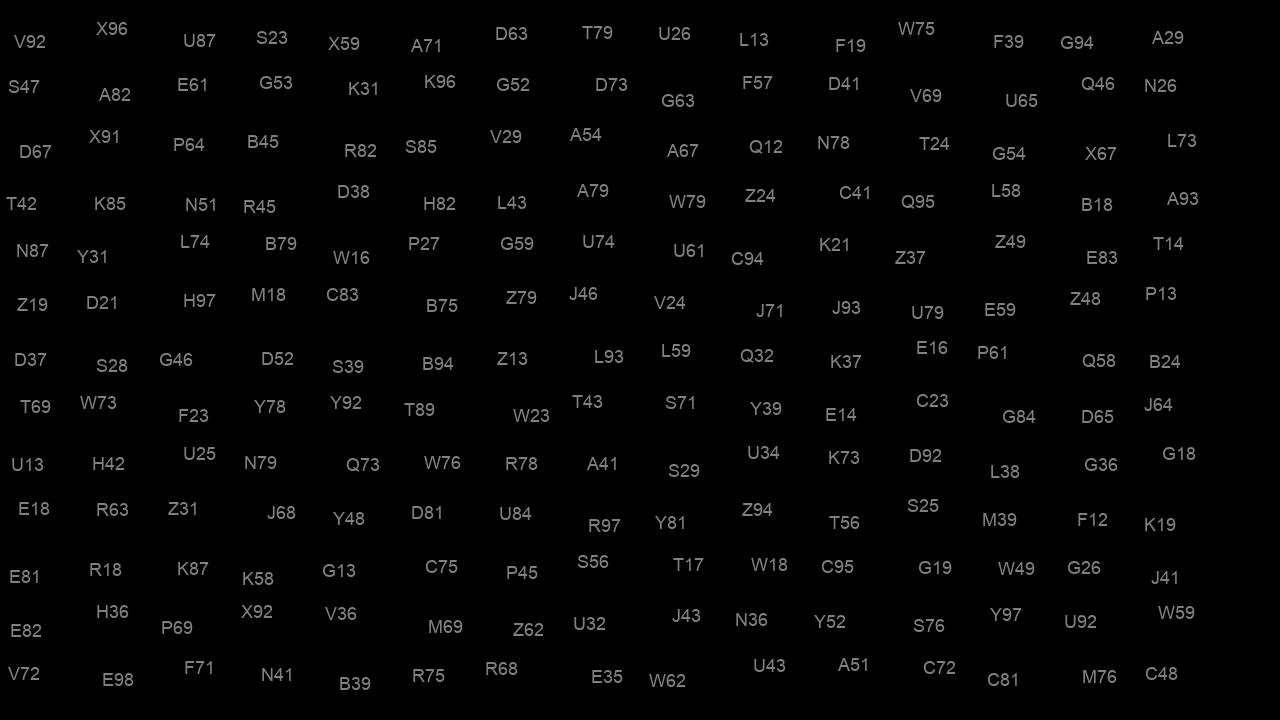 V92 X96 U87 S23 X59 A71 D63 T79 U26 L13 F19 W75 F39 G94 A29
S47 A82 E61 G53 K31 K96 G52 D73 G63 F57 D41 V69 U65 Q46 N26
D67 X91 P64 B45 R82 S85 V29 A54 A67 Q12 N78 T24 G54 X67 L73
T42 K85 N51 R45 D38 H82 L43 A79 W79 Z24 C41 Q95 L58 B18 A93
N87 Y31 L74 B79 W16 P27 G59 U74 U61 C94 K21 Z37 Z49 E83 T14
Z19 D21 H97 M18 C83 B75 Z79 J46 V24 J71 J93 U79 E59 Z48 P13
D37 S28 G46 D52 S39 B94 Z13 L93 L59 Q32 K37 E16 P61 Q58 B24
T69 W73 F23 Y78 Y92 T89 W23 T43 S71 Y39 E14 C23 G84 D65 J64
U13 H42 U25 N79 Q73 W76 R78 A41 S29 U34 K73 D92 L38 G36 G18
E18 R63 Z31 J68 Y48 D81 U84 R97 Y81 Z94 T56 S25 M39 F12 K19
E81 R18 K87 K58 G13 C75 P45 S56 T17 W18 C95 G19 W49 G26 J41
E82 H36 P69 X92 V36 M69 Z62 U32 J43 N36 Y52 S76 Y97 U92 W59
V72 E98 F71 N41 B39 R75 R68 E35 W62 U43 A51 C72 C81 M76 C48